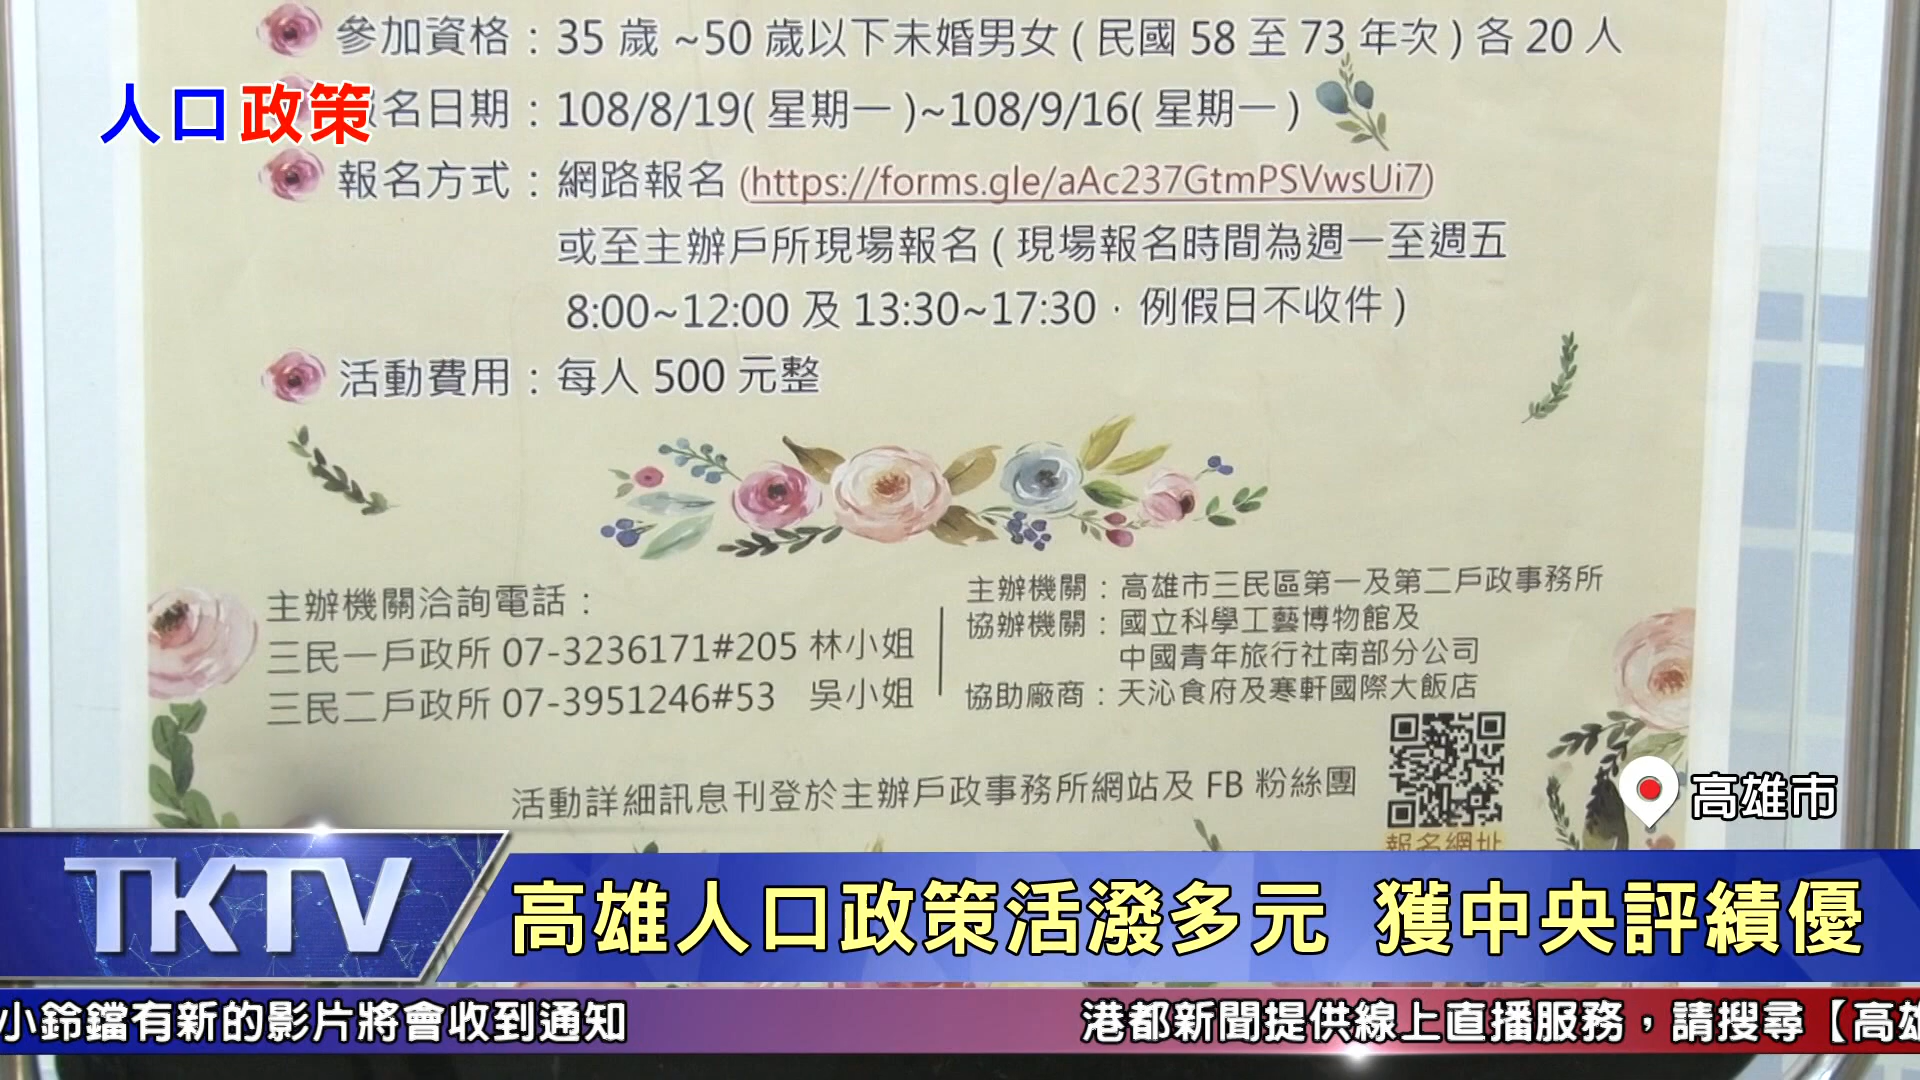 參加資格：35 歲 ~50 歲以下未婚男女 ( 民國 58 至 73 年次 ) 各 20 人
人口政策
名日期：108/8/19( 星期一 )~108/9/16( 星期一 )
報名方式：網路報名 (https://forms.gle/aAc237GtmPSVwsUi7)
或至主辦戶所現場報名 ( 現場報名時間為週一至週五
8:00~12:00 及 13:30~17:30，例假日不收件 )
活動費用：每人 500 元整
主辦機關洽詢電話：
三民一戶政所 07-3236171#205 林小姐
三民二戶政所 07-3951246#53 吳小姐
主辦機關：高雄市三民區第一及第二戶政事務所
協辦機關：國立科學工藝博物館及
中國青年旅行社南部分公司
協助廠商：天沁食府及寒軒國際大飯店
活動詳細訊息刊登於主辦戶政事務所網站及 FB 粉絲團
報名網址
高雄市
TKTV
高雄人口政策活潑多元 獲中央評績優
小鈴鐺有新的影片將會收到通知
港都新聞提供線上直播服務，請搜尋【高雄